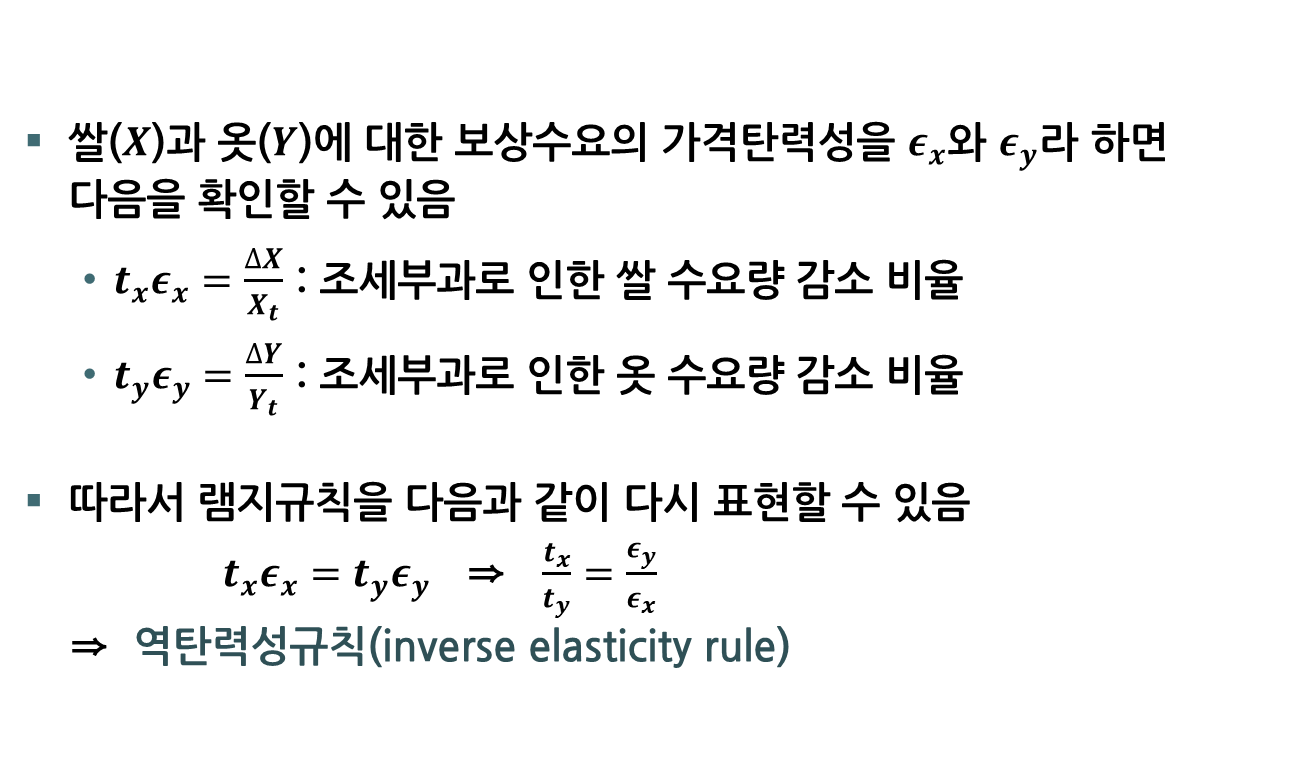 ▪ 쌀(X)과 옷(Y)에 대한 보상수요의 가격탄력성을 ϵₓ와 ϵᵧ라 하면
다음을 확인할 수 있음
• tₓϵₓ = ΔX/Xₜ : 조세부과로 인한 쌀 수요량 감소 비율
• tᵧϵᵧ = ΔY/Yₜ : 조세부과로 인한 옷 수요량 감소 비율
▪ 따라서 램지규칙을 다음과 같이 다시 표현할 수 있음
tₓϵₓ = tᵧϵᵧ ⇒ tₓ/tᵧ = ϵᵧ/ϵₓ
⇒ 역탄력성규칙(inverse elasticity rule)